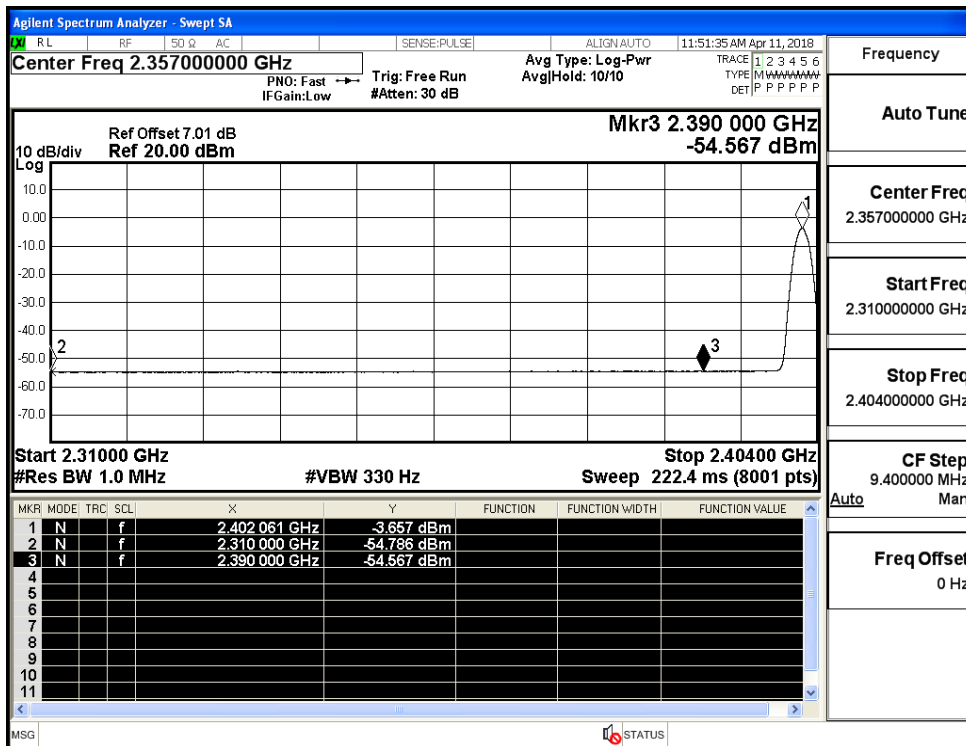 Agilent Spectrum Analyzer - Swept SA
LXI RL RF 50 Ω AC SENSE:PULSE ALIGN AUTO 11:51:35 AM Apr 11, 2018
Center Freq 2.357000000 GHz
PNO: Fast
IFGain:Low
Trig: Free Run
#Atten: 30 dB
Avg Type: Log-Pwr
Avg|Hold: 10/10
TRACE 1 2 3 4 5 6
TYPE M WWWWW
DET P P P P P P
Ref Offset 7.01 dB
10 dB/div Ref 20.00 dBm
Log
Mkr3 2.390 000 GHz
-54.567 dBm
10.0
0.00
-10.0
-20.0
-30.0
-40.0
-50.0
-60.0
-70.0
1
2
3
Start 2.31000 GHz Stop 2.40400 GHz
#Res BW 1.0 MHz #VBW 330 Hz Sweep 222.4 ms (8001 pts)
MKR MODE TRC SCL X Y FUNCTION FUNCTION WIDTH FUNCTION VALUE
1 N f 2.402 061 GHz -3.657 dBm
2 N f 2.310 000 GHz -54.786 dBm
3 N f 2.390 000 GHz -54.567 dBm
4
5
6
7
8
9
10
11
MSG STATUS
Frequency
Auto Tune
Center Freq
2.357000000 GHz
Start Freq
2.310000000 GHz
Stop Freq
2.404000000 GHz
CF Step
9.400000 MHz
Auto Man
Freq Offset
0 Hz